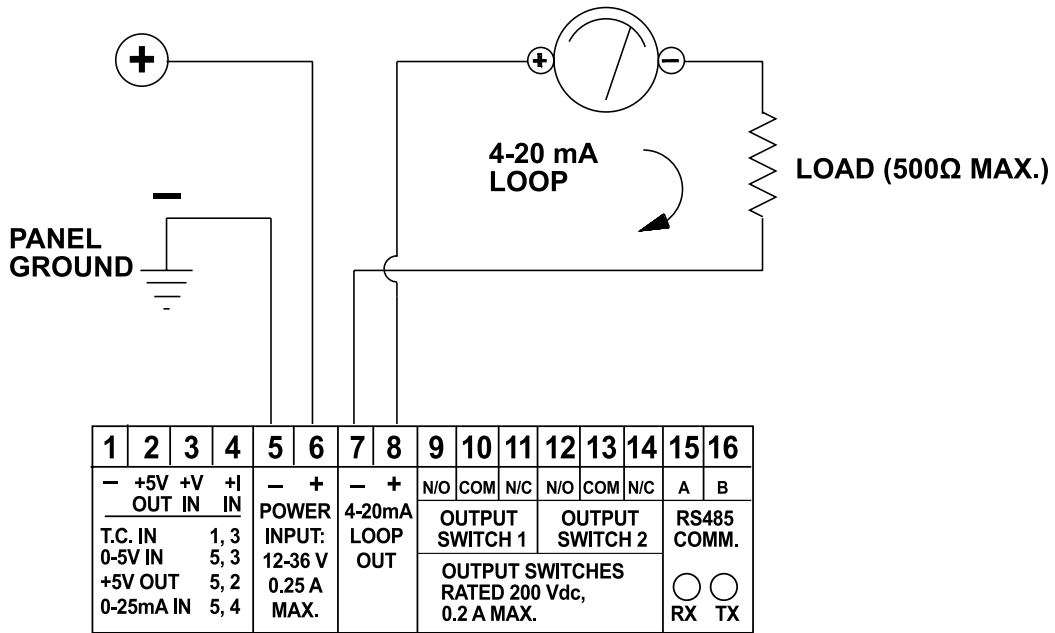 +
+
−
4-20 mA
LOOP
LOAD (500Ω MAX.)
−
PANEL
GROUND
1 2 3 4 5 6 7 8 9 10 11 12 13 14 15 16
− +5V OUT +V IN +I IN
− + − + N/O COM N/C N/O COM N/C A B
T.C. IN 1, 3
0-5V IN 5, 3
+5V OUT 5, 2
0-25mA IN 5, 4
POWER
INPUT:
12-36 V
0.25 A
MAX.
4-20mA
LOOP
OUT
OUTPUT
SWITCH 1
OUTPUT
SWITCH 2
OUTPUT SWITCHES
RATED 200 Vdc,
0.2 A MAX.
RS485
COMM.
RX TX